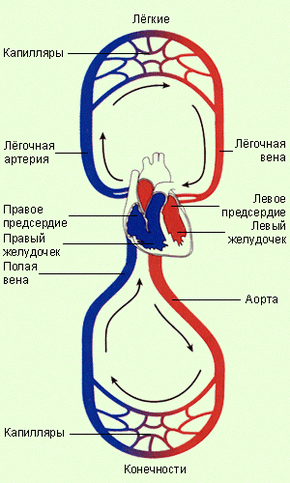 Лёгкие
Капилляры
Лёгочная
артерия
Лёгочная
вена
Правое
предсердие
Правый
желудочек
Полая
вена
Левое
предсердие
Левый
желудочек
Аорта
Капилляры
Конечности